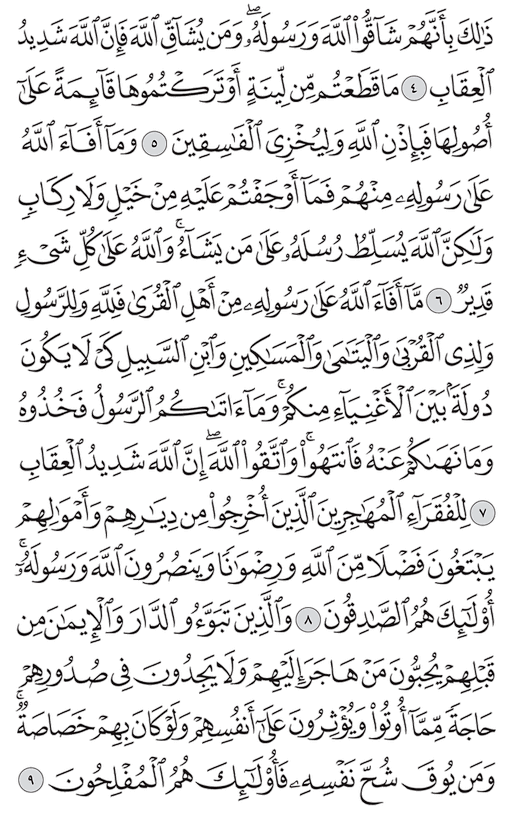 ذَٰلِكَ بِأَنَّهُمْ شَآقُّوا۟ ٱللَّهَ وَرَسُولَهُۥ ۖ وَمَن يُشَآقِّ ٱللَّهَ فَإِنَّ ٱللَّهَ شَدِيدُ
ٱلْعِقَابِ ٤ مَا قَطَعْتُم مِّن لِّينَةٍ أَوْ تَرَكْتُمُوهَا قَآئِمَةً عَلَىٰٓ
أُصُولِهَا فَبِإِذْنِ ٱللَّهِ وَلِيُخْزِىَ ٱلْفَـٰسِقِينَ ٥ وَمَآ أَفَآءَ ٱللَّهُ
عَلَىٰ رَسُولِهِۦ مِنْهُمْ فَمَآ أَوْجَفْتُمْ عَلَيْهِ مِنْ خَيْلٍ وَلَا رِكَابٍ
وَلَـٰكِنَّ ٱللَّهَ يُسَلِّطُ رُسُلَهُۥ عَلَىٰ مَن يَشَآءُ ۚ وَٱللَّهُ عَلَىٰ كُلِّ شَىْءٍ
قَدِيرٌ ٦ مَّآ أَفَآءَ ٱللَّهُ عَلَىٰ رَسُولِهِۦ مِنْ أَهْلِ ٱلْقُرَىٰ فَلِلَّهِ وَلِلرَّسُولِ
وَلِذِى ٱلْقُرْبَىٰ وَٱلْيَتَـٰمَىٰ وَٱلْمَسَـٰكِينِ وَٱبْنِ ٱلسَّبِيلِ كَىْ لَا يَكُونَ
دُولَةًۢ بَيْنَ ٱلْأَغْنِيَآءِ مِنكُمْ ۚ وَمَآ ءَاتَىٰكُمُ ٱلرَّسُولُ فَخُذُوهُ
وَمَا نَهَىٰكُمْ عَنْهُ فَٱنتَهُوا۟ ۚ وَٱتَّقُوا۟ ٱللَّهَ ۖ إِنَّ ٱللَّهَ شَدِيدُ ٱلْعِقَابِ
٧ لِلْفُقَرَآءِ ٱلْمُهَـٰجِرِينَ ٱلَّذِينَ أُخْرِجُوا۟ مِن دِيَـٰرِهِمْ وَأَمْوَٰلِهِمْ
يَبْتَغُونَ فَضْلًا مِّنَ ٱللَّهِ وَرِضْوَٰنًا وَيَنصُرُونَ ٱللَّهَ وَرَسُولَهُۥٓ ۚ
أُو۟لَـٰٓئِكَ هُمُ ٱلصَّـٰدِقُونَ ٨ وَٱلَّذِينَ تَبَوَّءُو ٱلدَّارَ وَٱلْإِيمَـٰنَ مِن
قَبْلِهِمْ يُحِبُّونَ مَنْ هَاجَرَ إِلَيْهِمْ وَلَا يَجِدُونَ فِى صُدُورِهِمْ
حَاجَةً مِّمَّآ أُوتُوا۟ وَيُؤْثِرُونَ عَلَىٰٓ أَنفُسِهِمْ وَلَوْ كَانَ بِهِمْ خَصَاصَةٌ ۚ
وَمَن يُوقَ شُحَّ نَفْسِهِۦ فَأُو۟لَـٰٓئِكَ هُمُ ٱلْمُفْلِحُونَ ٩